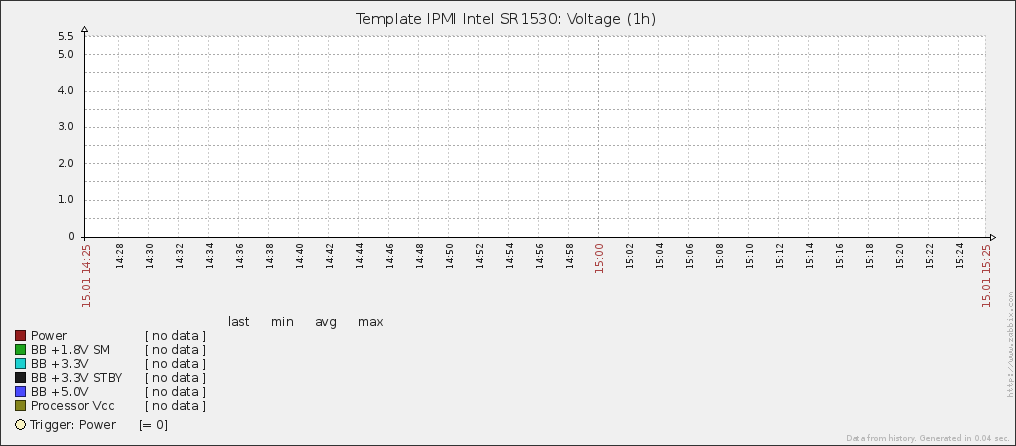 Template IPMI Intel SR1530: Voltage (1h)
5.5
5.0
4.0
3.0
2.0
1.0
0
15.01 14:25 14:28 14:30 14:32 14:34 14:36 14:38 14:40 14:42 14:44 14:46 14:48 14:50 14:52 14:54 14:56 14:58 15:00 15:02 15:04 15:06 15:08 15:10 15:12 15:14 15:16 15:18 15:20 15:22 15:24 15.01 15:25
last min avg max
Power [ no data ]
BB +1.8V SM [ no data ]
BB +3.3V [ no data ]
BB +3.3V STBY [ no data ]
BB +5.0V [ no data ]
Processor Vcc [ no data ]
Trigger: Power [= 0]
http://www.zabbix.com
Data from history. Generated in 0.04 sec.